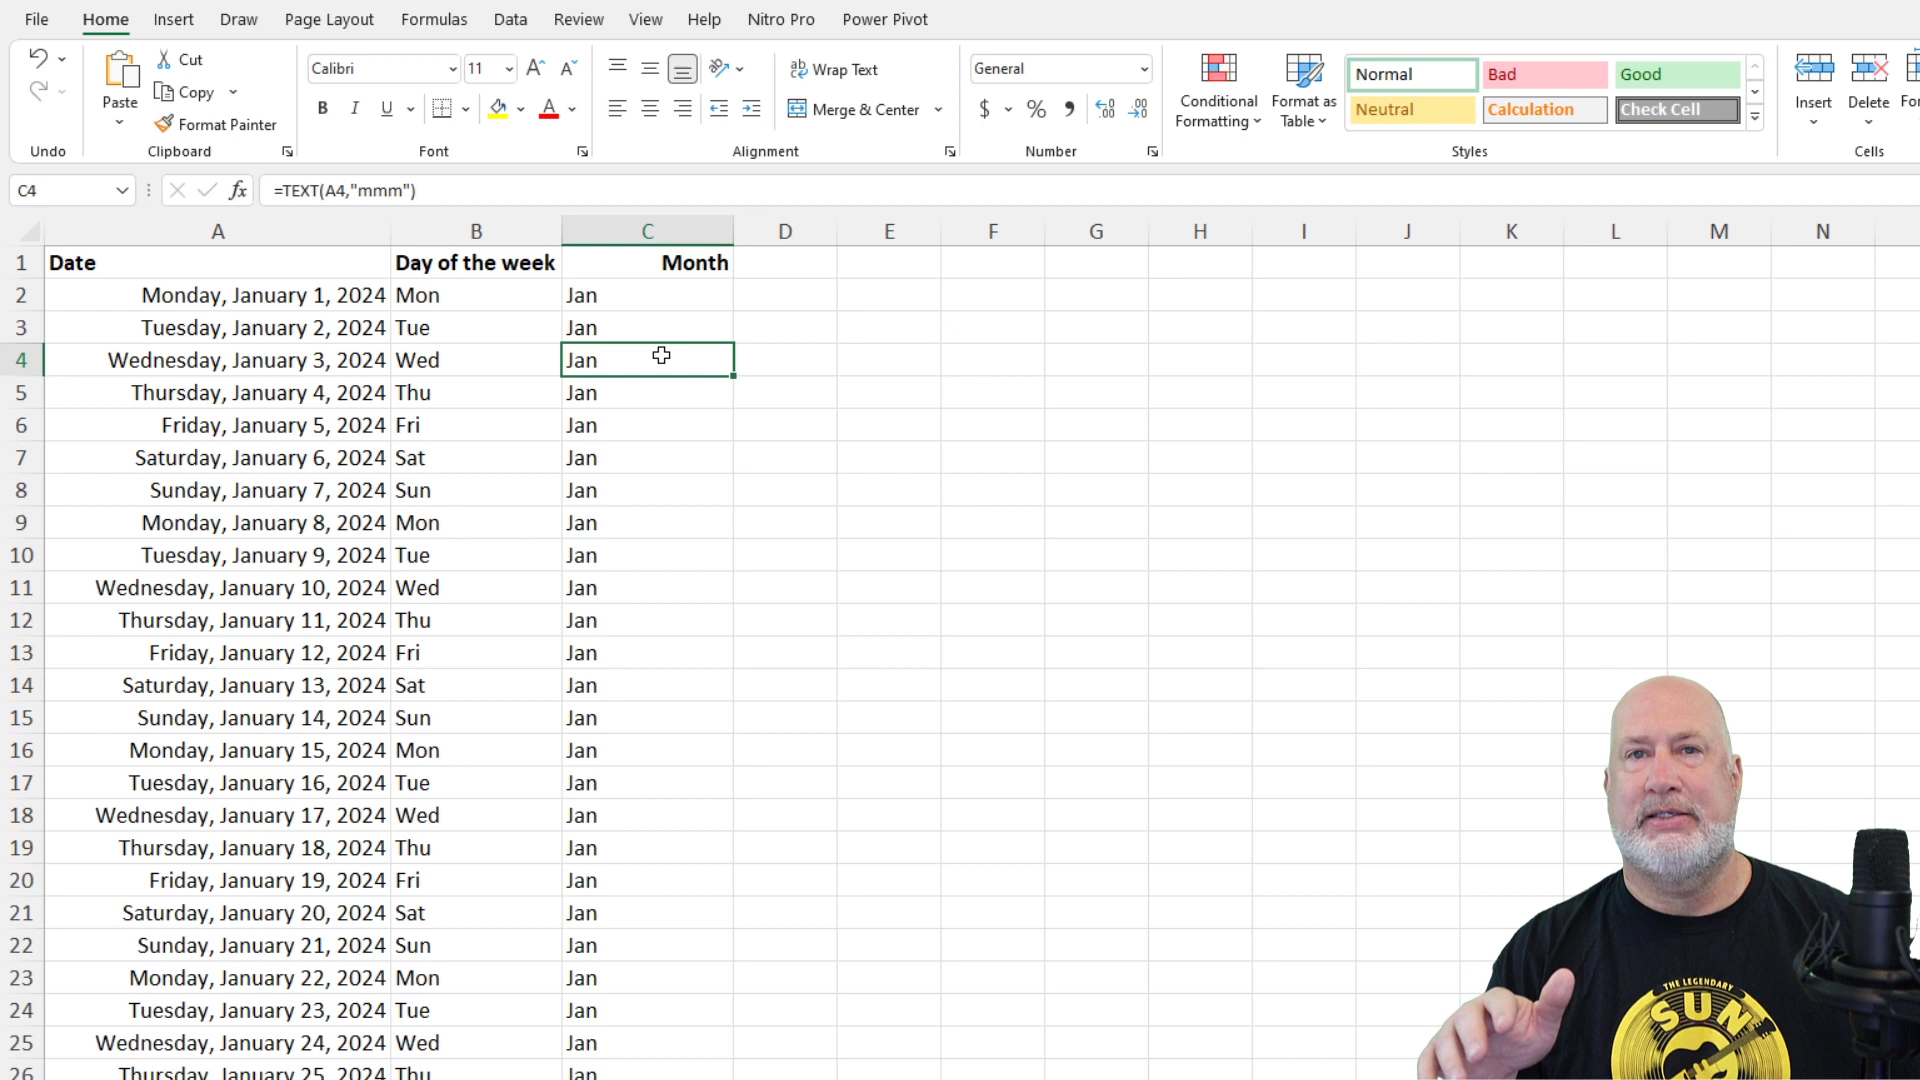 File Home Insert Draw Page Layout Formulas Data Review View Help Nitro Pro Power Pivot
Cut
Copy
Format Painter
Paste
Undo Clipboard
Calibri 11
B I U A
Font
ab Wrap Text
Merge & Center
Alignment
General
$ % 9 .00 .00
Number
Conditional Formatting
Format as Table
Normal Bad Good
Neutral Calculation Check Cell
Styles
Insert Delete
Cells
C4 fx =TEXT(A4,"mmm")
A B C D E F G H I J K L M N
1 Date Day of the week Month
2 Monday, January 1, 2024 Mon Jan
3 Tuesday, January 2, 2024 Tue Jan
4 Wednesday, January 3, 2024 Wed Jan
5 Thursday, January 4, 2024 Thu Jan
6 Friday, January 5, 2024 Fri Jan
7 Saturday, January 6, 2024 Sat Jan
8 Sunday, January 7, 2024 Sun Jan
9 Monday, January 8, 2024 Mon Jan
10 Tuesday, January 9, 2024 Tue Jan
11 Wednesday, January 10, 2024 Wed Jan
12 Thursday, January 11, 2024 Thu Jan
13 Friday, January 12, 2024 Fri Jan
14 Saturday, January 13, 2024 Sat Jan
15 Sunday, January 14, 2024 Sun Jan
16 Monday, January 15, 2024 Mon Jan
17 Tuesday, January 16, 2024 Tue Jan
18 Wednesday, January 17, 2024 Wed Jan
19 Thursday, January 18, 2024 Thu Jan
20 Friday, January 19, 2024 Fri Jan
21 Saturday, January 20, 2024 Sat Jan
22 Sunday, January 21, 2024 Sun Jan
23 Monday, January 22, 2024 Mon Jan
24 Tuesday, January 23, 2024 Tue Jan
25 Wednesday, January 24, 2024 Wed Jan
26 Thursday, January 25, 2024 Thu Jan
THE LEGENDARY
SUN